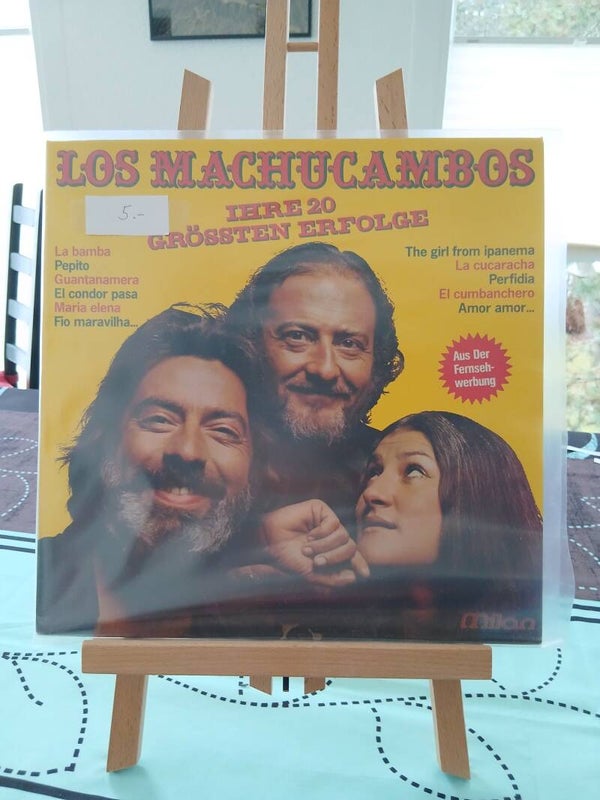 LOS MACHUCAMBOS
5.-
IHRE 20
GRÖSSTEN ERFOLGE
La bamba
Pepito
Guantanamera
El condor pasa
Maria elena
Fio maravilha...
The girl from ipanema
La cucaracha
Perfidia
El cumbanchero
Amor amor...
Aus Der
Fernseh-
werbung
Milan